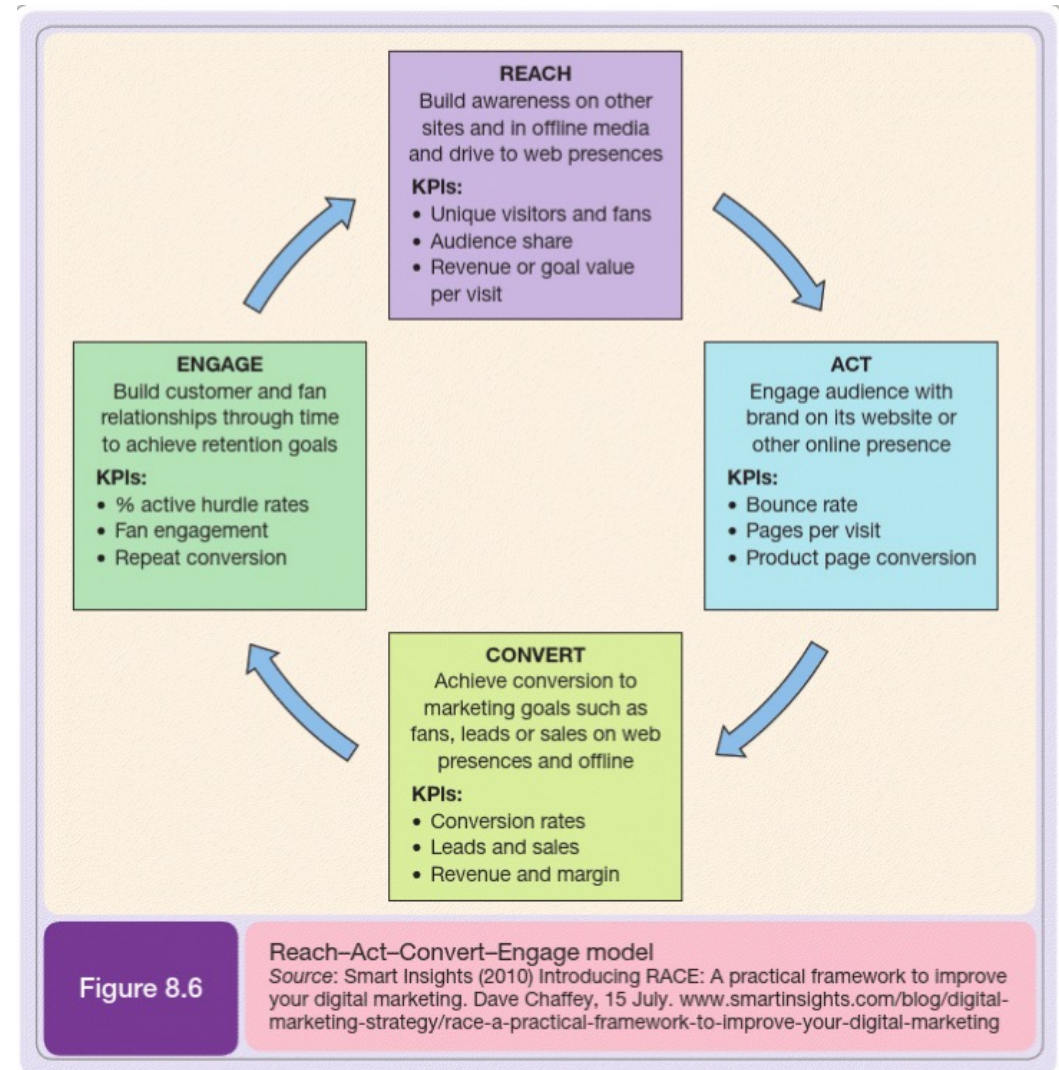 REACH
Build awareness on other
sites and in offline media
and drive to web presences
KPIs:
• Unique visitors and fans
• Audience share
• Revenue or goal value
per visit
ENGAGE
Build customer and fan
relationships through time
to achieve retention goals
KPIs:
• % active hurdle rates
• Fan engagement
• Repeat conversion
ACT
Engage audience with
brand on its website or
other online presence
KPIs:
• Bounce rate
• Pages per visit
• Product page conversion
CONVERT
Achieve conversion to
marketing goals such as
fans, leads or sales on web
presences and offline
KPIs:
• Conversion rates
• Leads and sales
• Revenue and margin
Figure 8.6
Reach–Act–Convert–Engage model
Source: Smart Insights (2010) Introducing RACE: A practical framework to improve
your digital marketing. Dave Chaffey, 15 July. www.smartinsights.com/blog/digital-
marketing-strategy/race-a-practical-framework-to-improve-your-digital-marketing